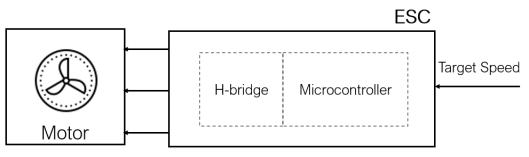 ESC
Target Speed
H-bridge
Microcontroller
Motor